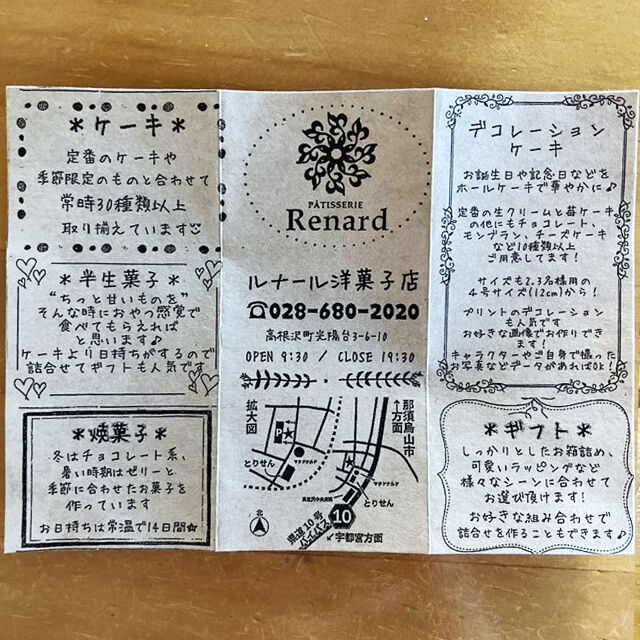 ＊ケーキ＊
定番のケーキや
季節限定のものと合わせて
常時30種類以上
取り揃えています
＊半生菓子＊
“ちっと甘いものを”
そんな時におやつ感覚で
食べてもらえれば
と思います♪
ケーキより日持ちがするので
詰合せてギフトも人気です
＊焼菓子＊
冬はチョコレート系、
暑い時期はゼリーと
季節に合わせたお菓子を
作っています
お日持ちは常温で14日間☆
PÂTISSERIE
Renard
ルナール洋菓子店
☎028-680-2020
高根沢町光陽台3-6-10
OPEN 9:30 / CLOSE 19:30
拡大図
P
マクドナルド
とりせん
北
那須烏山市
↑方面
マクドナルド
とりせん
県道10号
バイパス
10
↙宇都宮方面
デコレーション
ケーキ
お誕生日や記念日などを
ホールケーキで華やかに♪
定番の生クリームと苺ケーキ
の他にもチョコレート、
モンブラン、チーズケーキ
など10種類以上
ご用意してます！
サイズも2.3名様用の
4号サイズ(12cm)から！
プリントのデコレーション
も人気です
お好きな画像でお作りでき
ます！
キャラクターやご自身で撮った
お写真などデータがあればOK！
＊ギフト＊
しっかりとしたお箱詰め、
可愛いラッピングなど
様々なシーンに合わせて
お選び頂けます！
お好きな組み合わせで
詰合せを作ることもできます♪